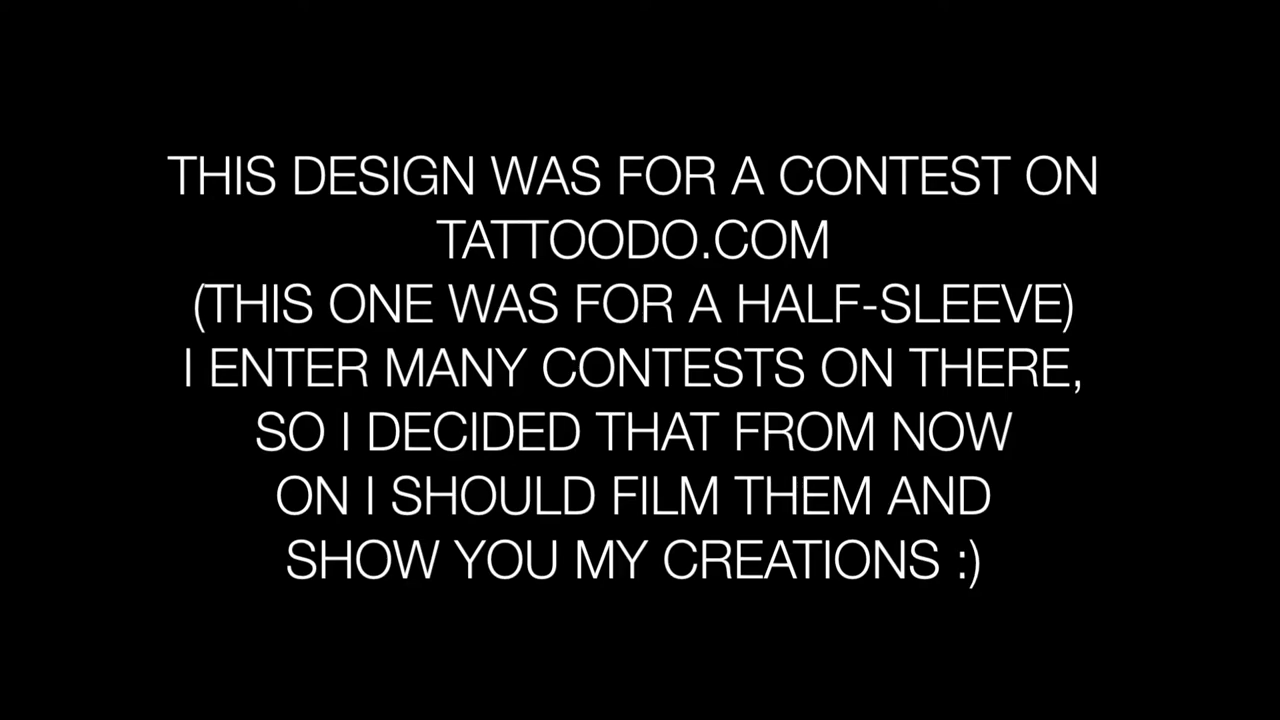 THIS DESIGN WAS FOR A CONTEST ON
TATTOODO.COM
(THIS ONE WAS FOR A HALF-SLEEVE)
I ENTER MANY CONTESTS ON THERE,
SO I DECIDED THAT FROM NOW
ON I SHOULD FILM THEM AND
SHOW YOU MY CREATIONS :)